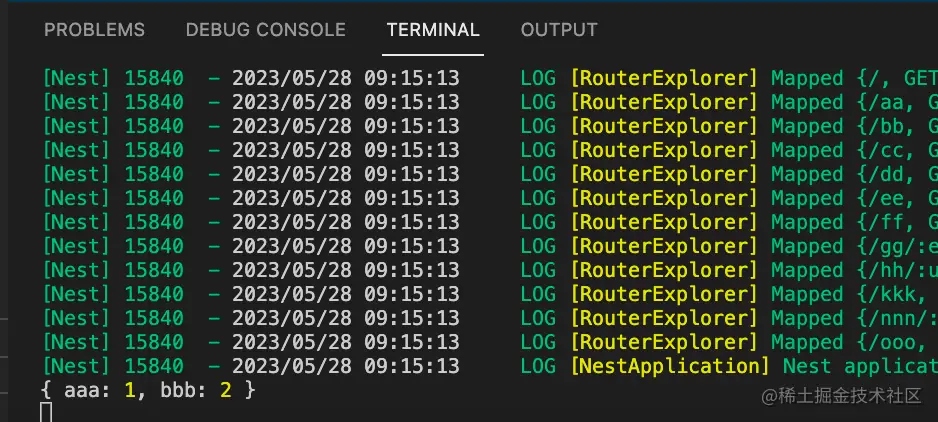 PROBLEMS DEBUG CONSOLE TERMINAL OUTPUT
[Nest] 15840 - 2023/05/28 09:15:13 LOG [RouterExplorer] Mapped {/, GET
[Nest] 15840 - 2023/05/28 09:15:13 LOG [RouterExplorer] Mapped {/aa, G
[Nest] 15840 - 2023/05/28 09:15:13 LOG [RouterExplorer] Mapped {/bb, G
[Nest] 15840 - 2023/05/28 09:15:13 LOG [RouterExplorer] Mapped {/cc, G
[Nest] 15840 - 2023/05/28 09:15:13 LOG [RouterExplorer] Mapped {/dd, G
[Nest] 15840 - 2023/05/28 09:15:13 LOG [RouterExplorer] Mapped {/ee, G
[Nest] 15840 - 2023/05/28 09:15:13 LOG [RouterExplorer] Mapped {/ff, G
[Nest] 15840 - 2023/05/28 09:15:13 LOG [RouterExplorer] Mapped {/gg/:e
[Nest] 15840 - 2023/05/28 09:15:13 LOG [RouterExplorer] Mapped {/hh/:u
[Nest] 15840 - 2023/05/28 09:15:13 LOG [RouterExplorer] Mapped {/kkk,
[Nest] 15840 - 2023/05/28 09:15:13 LOG [RouterExplorer] Mapped {/nnn/:
[Nest] 15840 - 2023/05/28 09:15:13 LOG [RouterExplorer] Mapped {/ooo,
[Nest] 15840 - 2023/05/28 09:15:13 LOG [NestApplication] Nest applicat
{ aaa: 1, bbb: 2 }
@稀土掘金技术社区